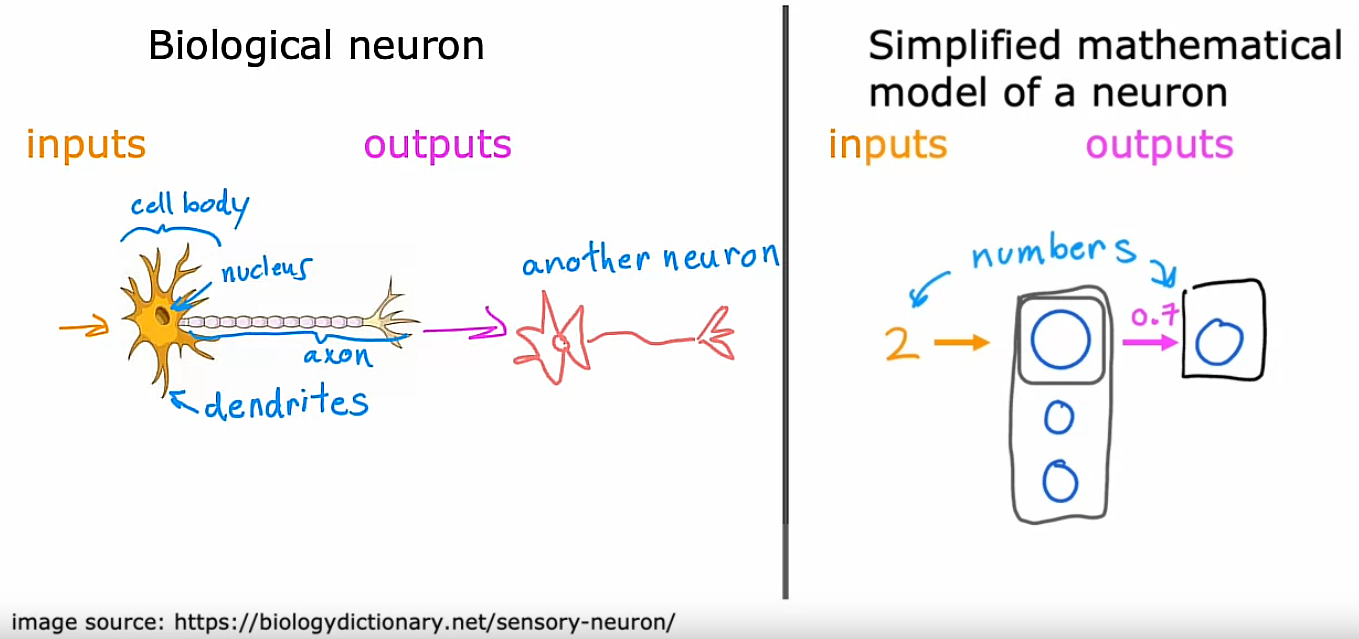 Biological neuron
inputs
outputs
cell body
nucleus
another neuron
axon
dendrites
Simplified mathematical
model of a neuron
inputs
outputs
numbers
2
0.7
image source: https://biologydictionary.net/sensory-neuron/